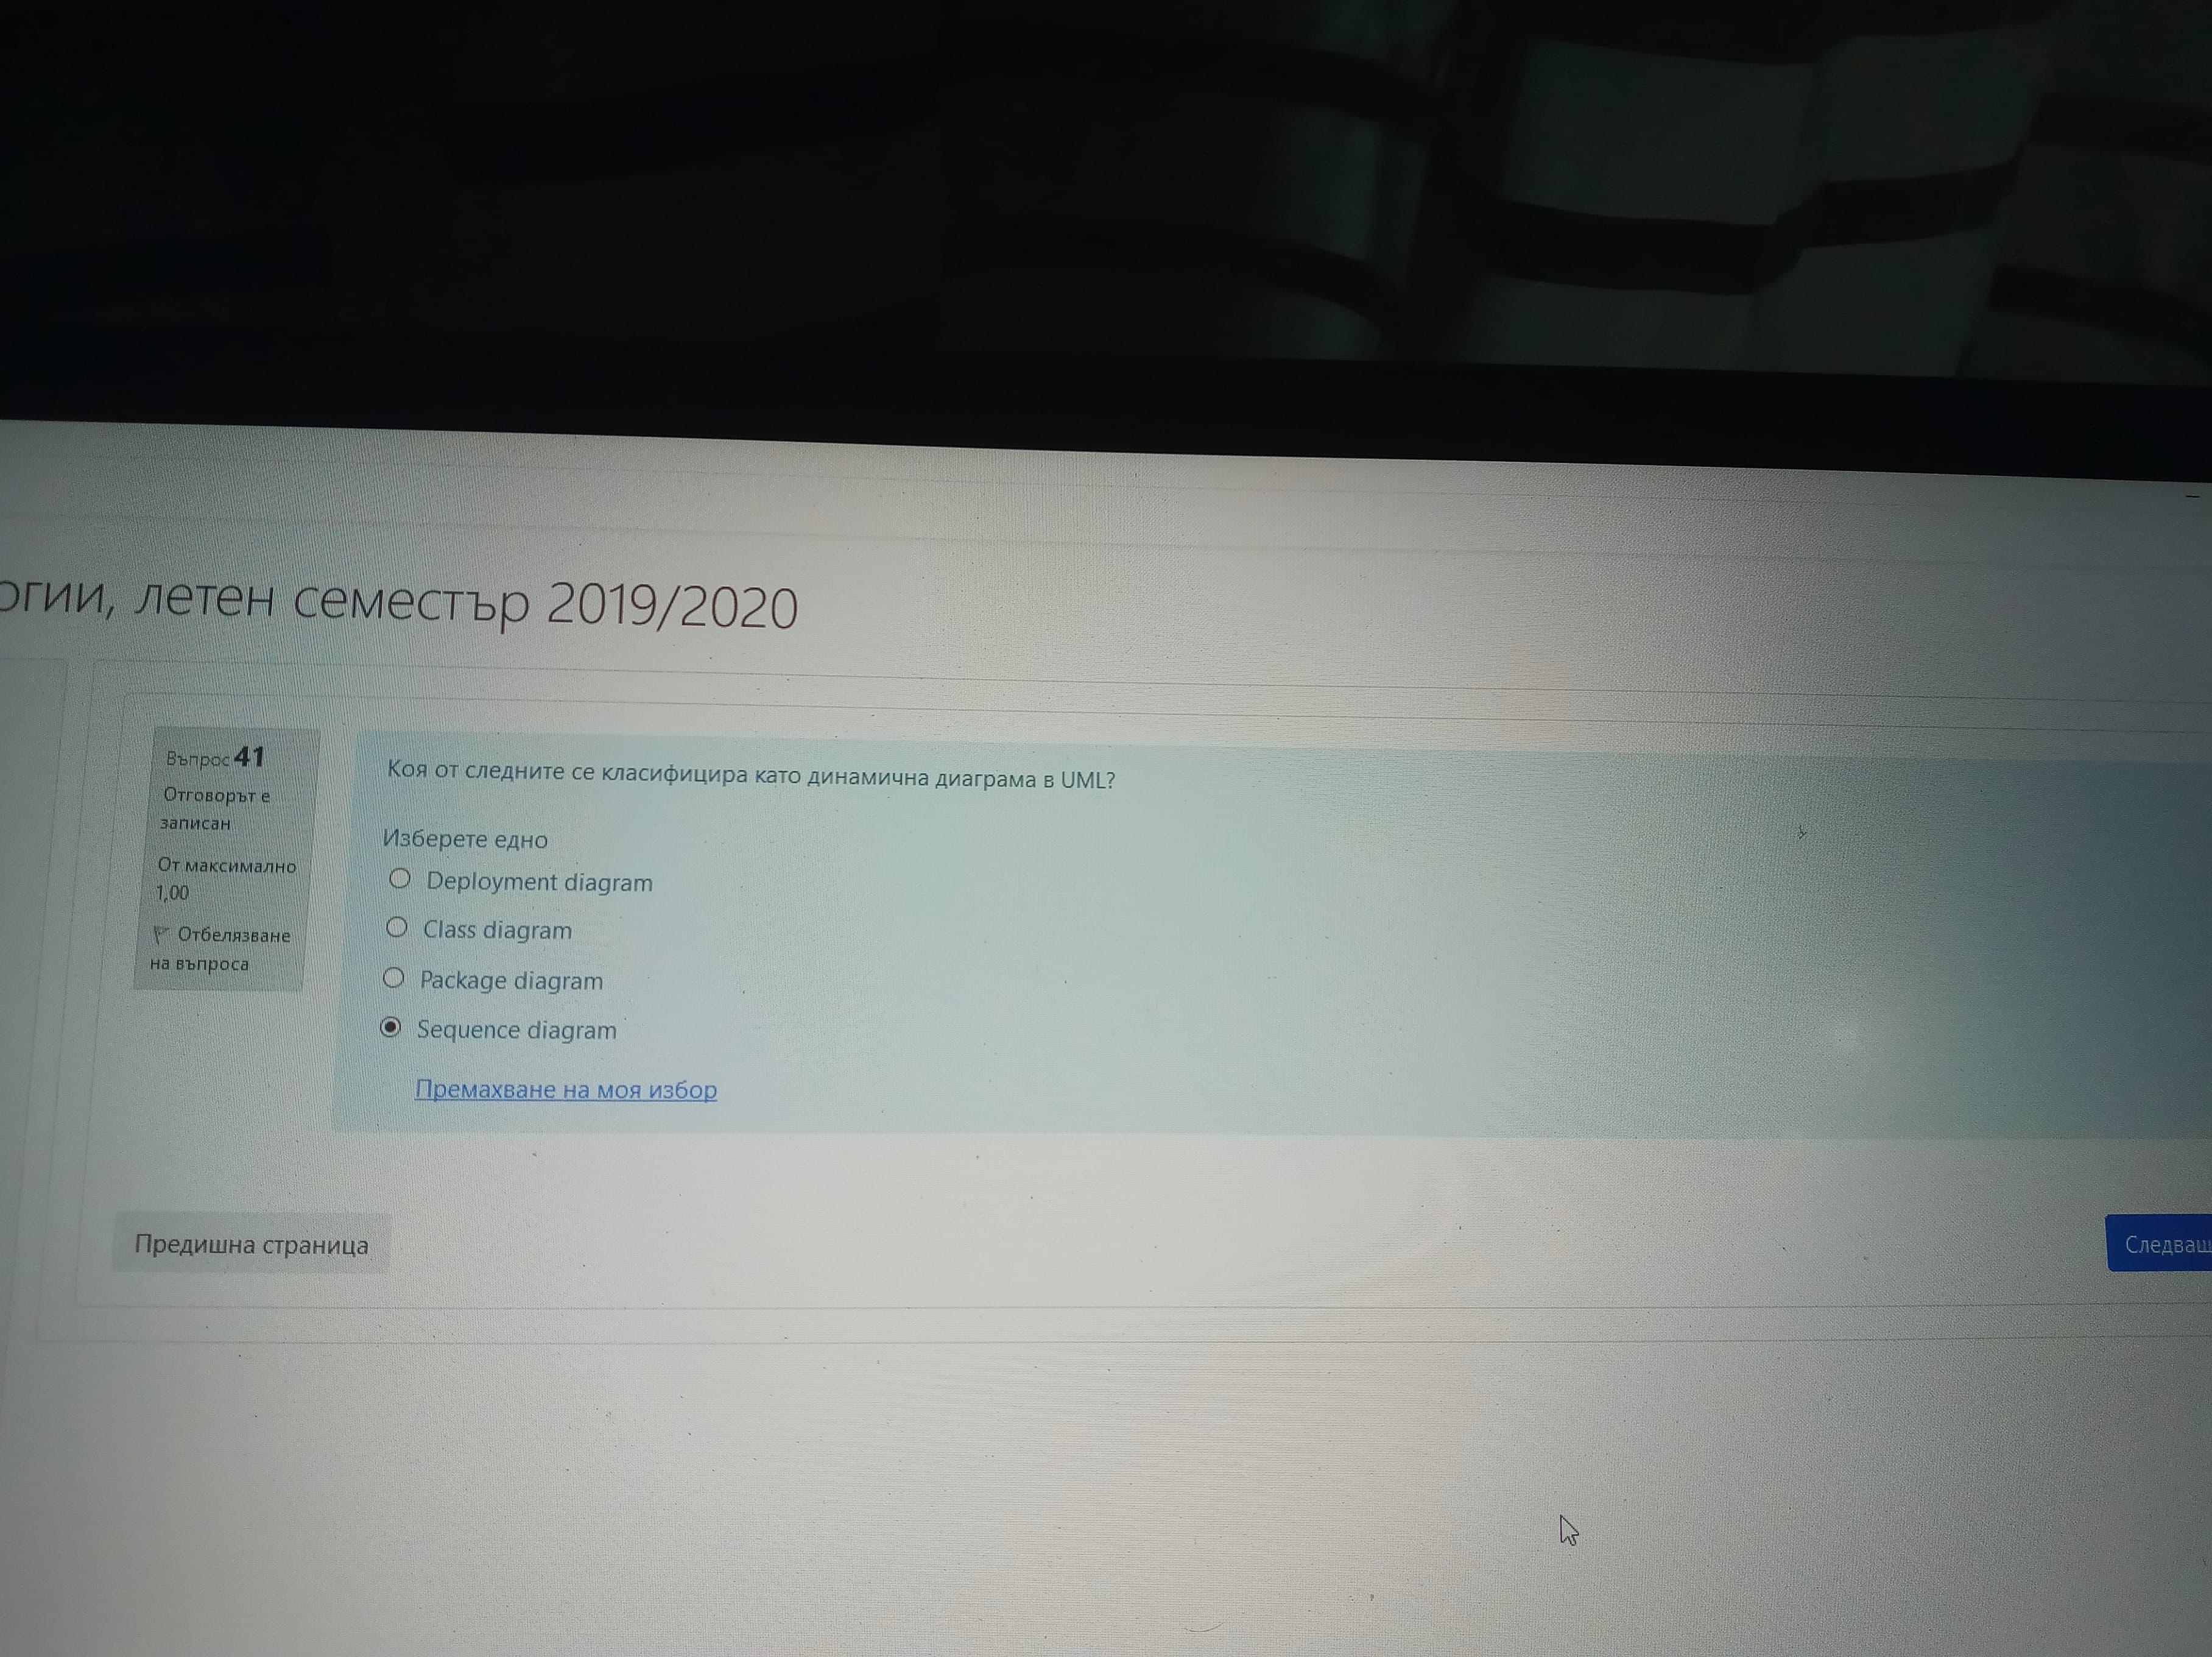 огии, летен семестър 2019/2020
Въпрос 41
Отговорът е
записан
От максимално
1,00
Отбелязване
на въпроса
Коя от следните се класифицира като динамична диаграма в UML?
Изберете едно
Deployment diagram
Class diagram
Package diagram
Sequence diagram
Премахване на моя избор
Предишна страница
Следващ